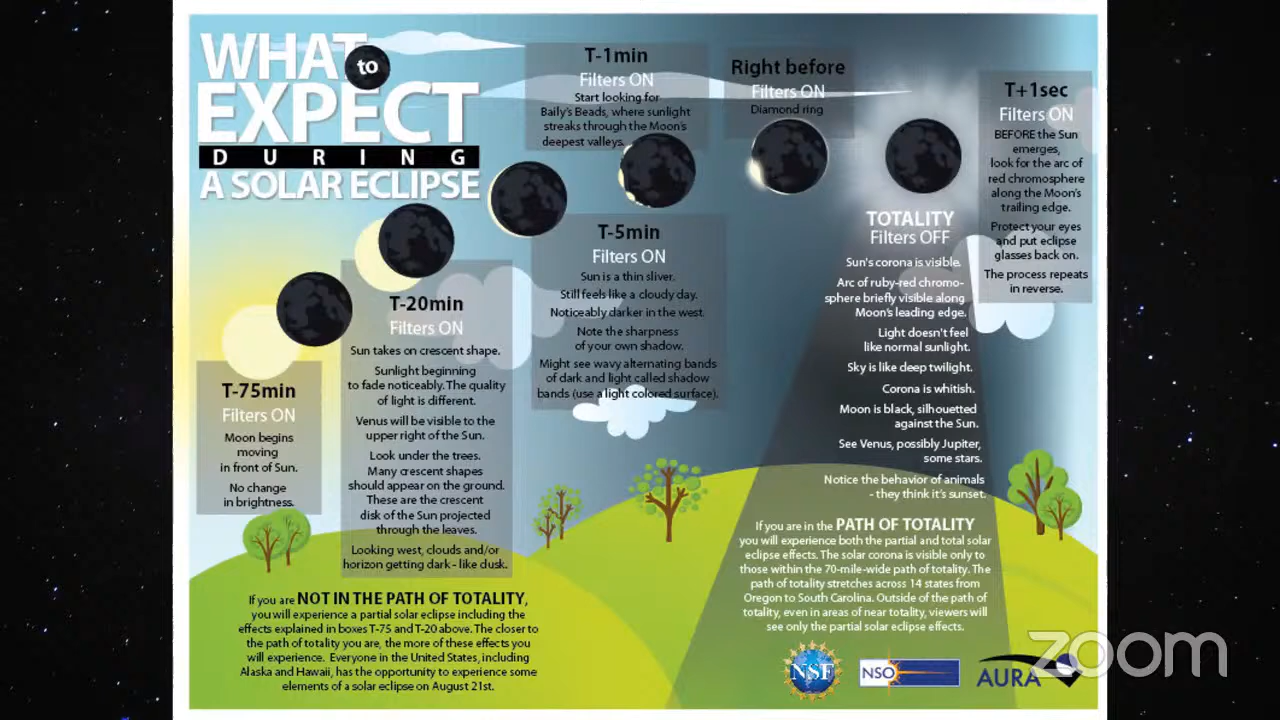 WHAT to
EXPECT
DURING
A SOLAR ECLIPSE
T-75min
Filters ON
Moon begins
moving
in front of Sun.
No change
in brightness.
T-20min
Filters ON
Sun takes on crescent shape.
Sunlight beginning
to fade noticeably. The quality
of light is different.
Venus will be visible to the
upper right of the Sun.
Look under the trees.
Many crescent shapes
should appear on the ground.
These are the crescent
disk of the Sun projected
through the leaves.
Looking west, clouds and/or
horizon getting dark - like dusk.
T-5min
Filters ON
Sun is a thin sliver.
Still feels like a cloudy day.
Noticeably darker in the west.
Note the sharpness
of your own shadow.
Might see wavy alternating bands
of dark and light called shadow
bands (use a light colored surface).
T-1min
Filters ON
Start looking for
Baily's Beads, where sunlight
streaks through the Moon's
deepest valleys.
Right before
Filters ON
Diamond ring
TOTALITY
Filters OFF
Sun's corona is visible.
Arc of ruby-red chromo-
sphere briefly visible along
Moon's leading edge.
Light doesn't feel
like normal sunlight.
Sky is like deep twilight.
Corona is whitish.
Moon is black, silhouetted
against the Sun.
See Venus, possibly Jupiter,
some stars.
Notice the behavior of animals
- they think it's sunset.
T+1sec
Filters ON
BEFORE the Sun
emerges,
look for the arc of
red chromosphere
along the Moon's
trailing edge.
Protect your eyes
and put eclipse
glasses back on.
The process repeats
in reverse.
If you are NOT IN THE PATH OF TOTALITY,
you will experience a partial solar eclipse including the
effects explained in boxes T-75 and T-20 above. The closer to
the path of totality you are, the more of these effects you
will experience. Everyone in the United States, including
Alaska and Hawaii, has the opportunity to experience some
elements of a solar eclipse on August 21st.
If you are in the PATH OF TOTALITY
you will experience both the partial and total solar
eclipse effects. The solar corona is visible only to
those within the 70-mile-wide path of totality. The
path of totality stretches across 14 states from
Oregon to South Carolina. Outside of the path of
totality, even in areas of near totality, viewers will
see only the partial solar eclipse effects.
NSF
NSO
AURA
zoom